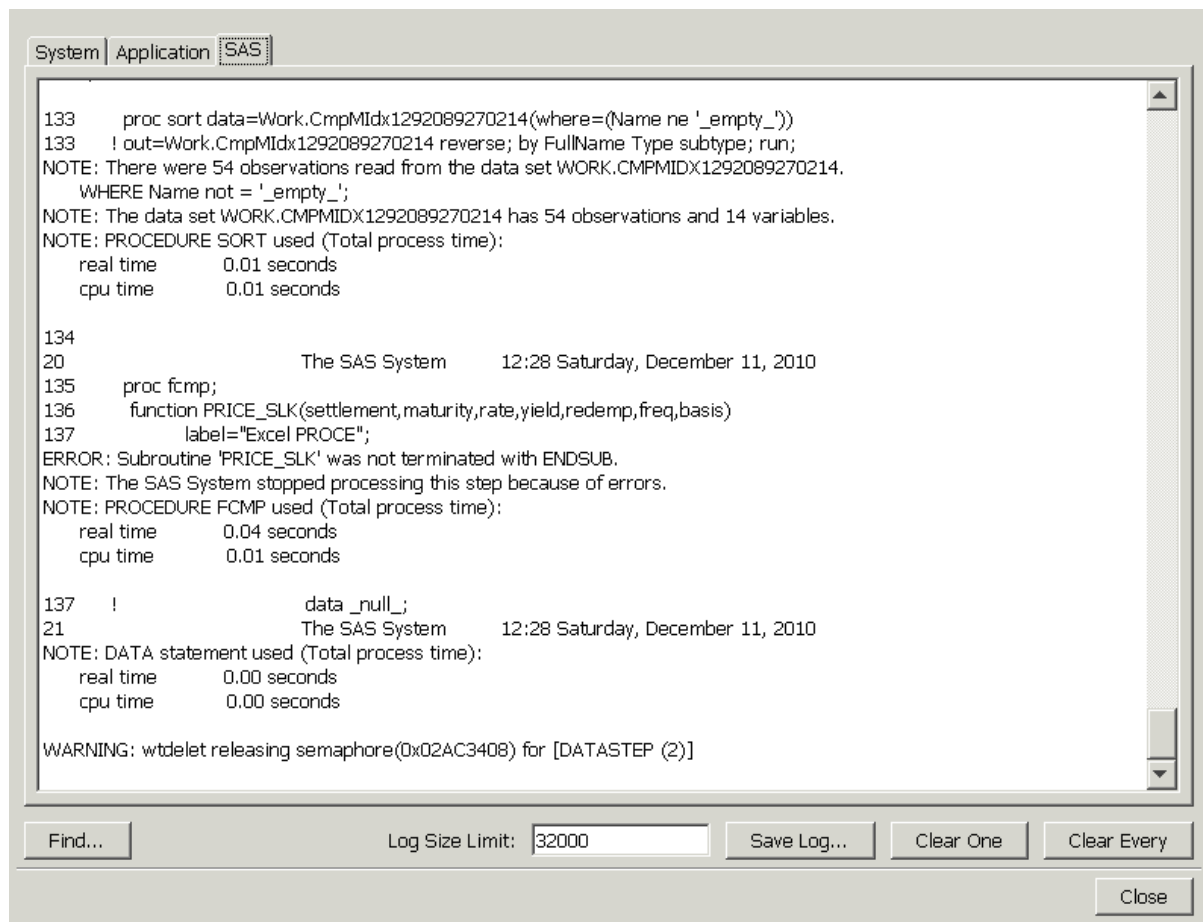 System Application SAS
133 proc sort data=Work.CmpMIdx1292089270214(where=(Name ne '_empty_'))
133 ! out=Work.CmpMIdx1292089270214 reverse; by FullName Type subtype; run;
NOTE: There were 54 observations read from the data set WORK.CMPMIDX1292089270214.
WHERE Name not = '_empty_';
NOTE: The data set WORK.CMPMIDX1292089270214 has 54 observations and 14 variables.
NOTE: PROCEDURE SORT used (Total process time):
real time 0.01 seconds
cpu time 0.01 seconds
134
20 The SAS System 12:28 Saturday, December 11, 2010
135 proc fcmp;
136 function PRICE_SLK(settlement,maturity,rate,yield,redemp,freq,basis)
137 label="Excel PROCE";
ERROR: Subroutine 'PRICE_SLK' was not terminated with ENDSUB.
NOTE: The SAS System stopped processing this step because of errors.
NOTE: PROCEDURE FCMP used (Total process time):
real time 0.04 seconds
cpu time 0.01 seconds
137 ! data _null_;
21 The SAS System 12:28 Saturday, December 11, 2010
NOTE: DATA statement used (Total process time):
real time 0.00 seconds
cpu time 0.00 seconds
WARNING: wtdelet releasing semaphore(0x02AC3408) for [DATASTEP (2)]
Find... Log Size Limit: 32000 Save Log... Clear One Clear Every
Close